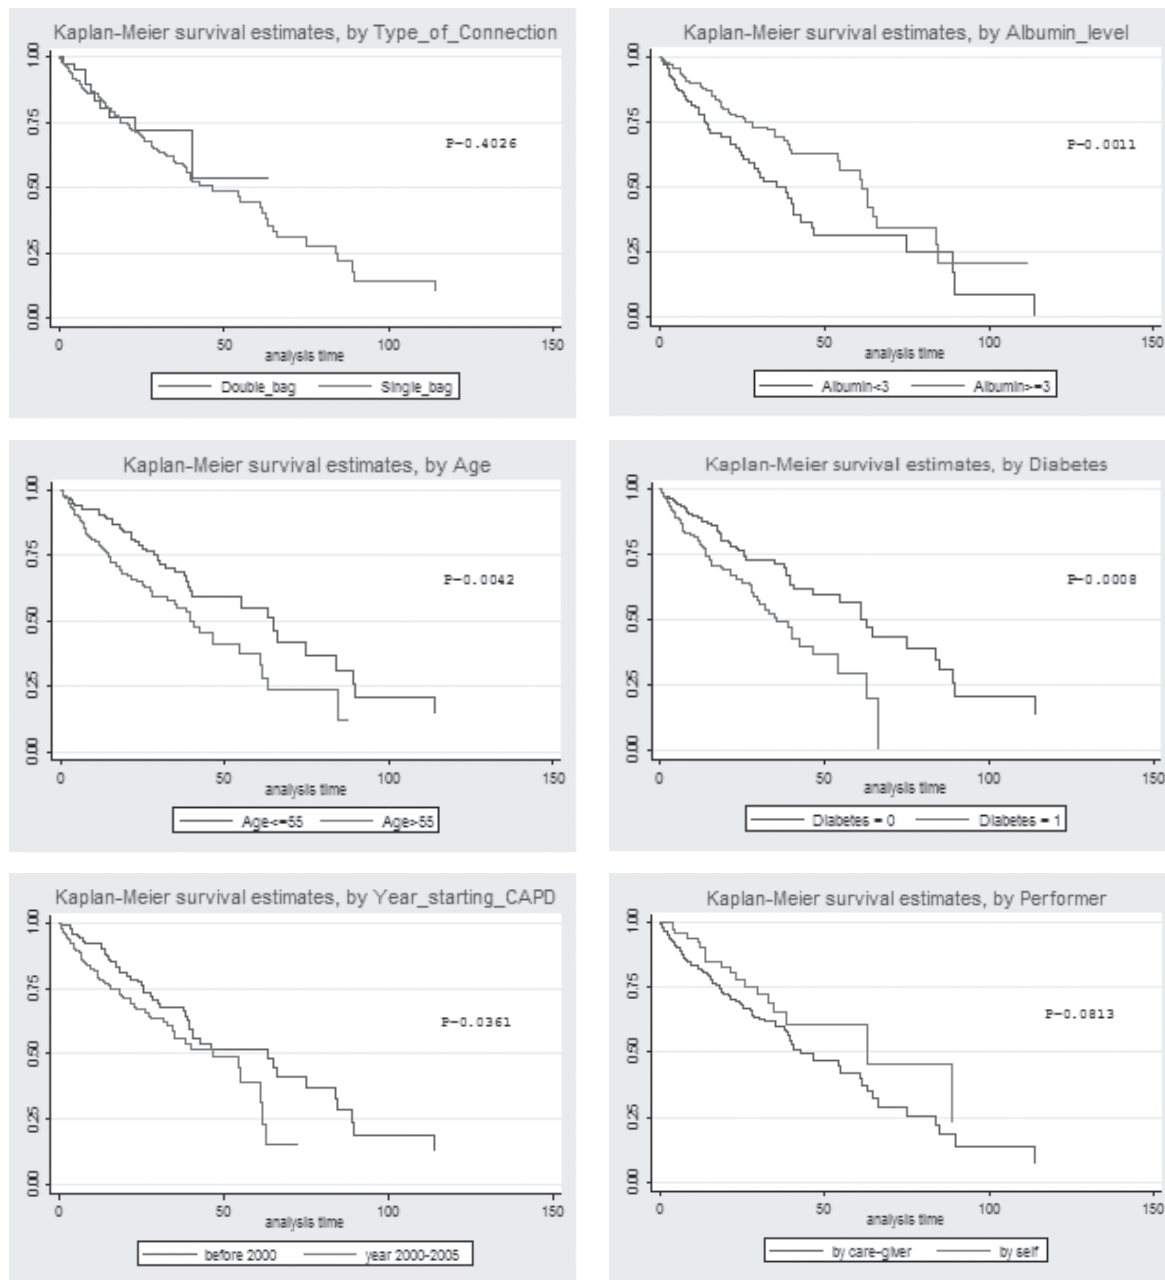 Kaplan-Meier survival estimates, by Type_of_Connection
1.00
0.75
0.50
0.25
0.00
P-0.4026
0 50 100 150
analysis time
Double_bag Single_bag
Kaplan-Meier survival estimates, by Albumin_level
1.00
0.75
0.50
0.25
0.00
P-0.0011
0 50 100 150
analysis time
Albumin<3 Albumin>=3
Kaplan-Meier survival estimates, by Age
1.00
0.75
0.50
0.25
0.00
P-0.0042
0 50 100 150
analysis time
Age<=55 Age>55
Kaplan-Meier survival estimates, by Diabetes
1.00
0.75
0.50
0.25
0.00
P-0.0008
0 50 100 150
analysis time
Diabetes = 0 Diabetes = 1
Kaplan-Meier survival estimates, by Year_starting_CAPD
1.00
0.75
0.50
0.25
0.00
P-0.0361
0 50 100 150
analysis time
before 2000 year 2000-2005
Kaplan-Meier survival estimates, by Performer
1.00
0.75
0.50
0.25
0.00
P-0.0813
0 50 100 150
analysis time
by care-giver by self